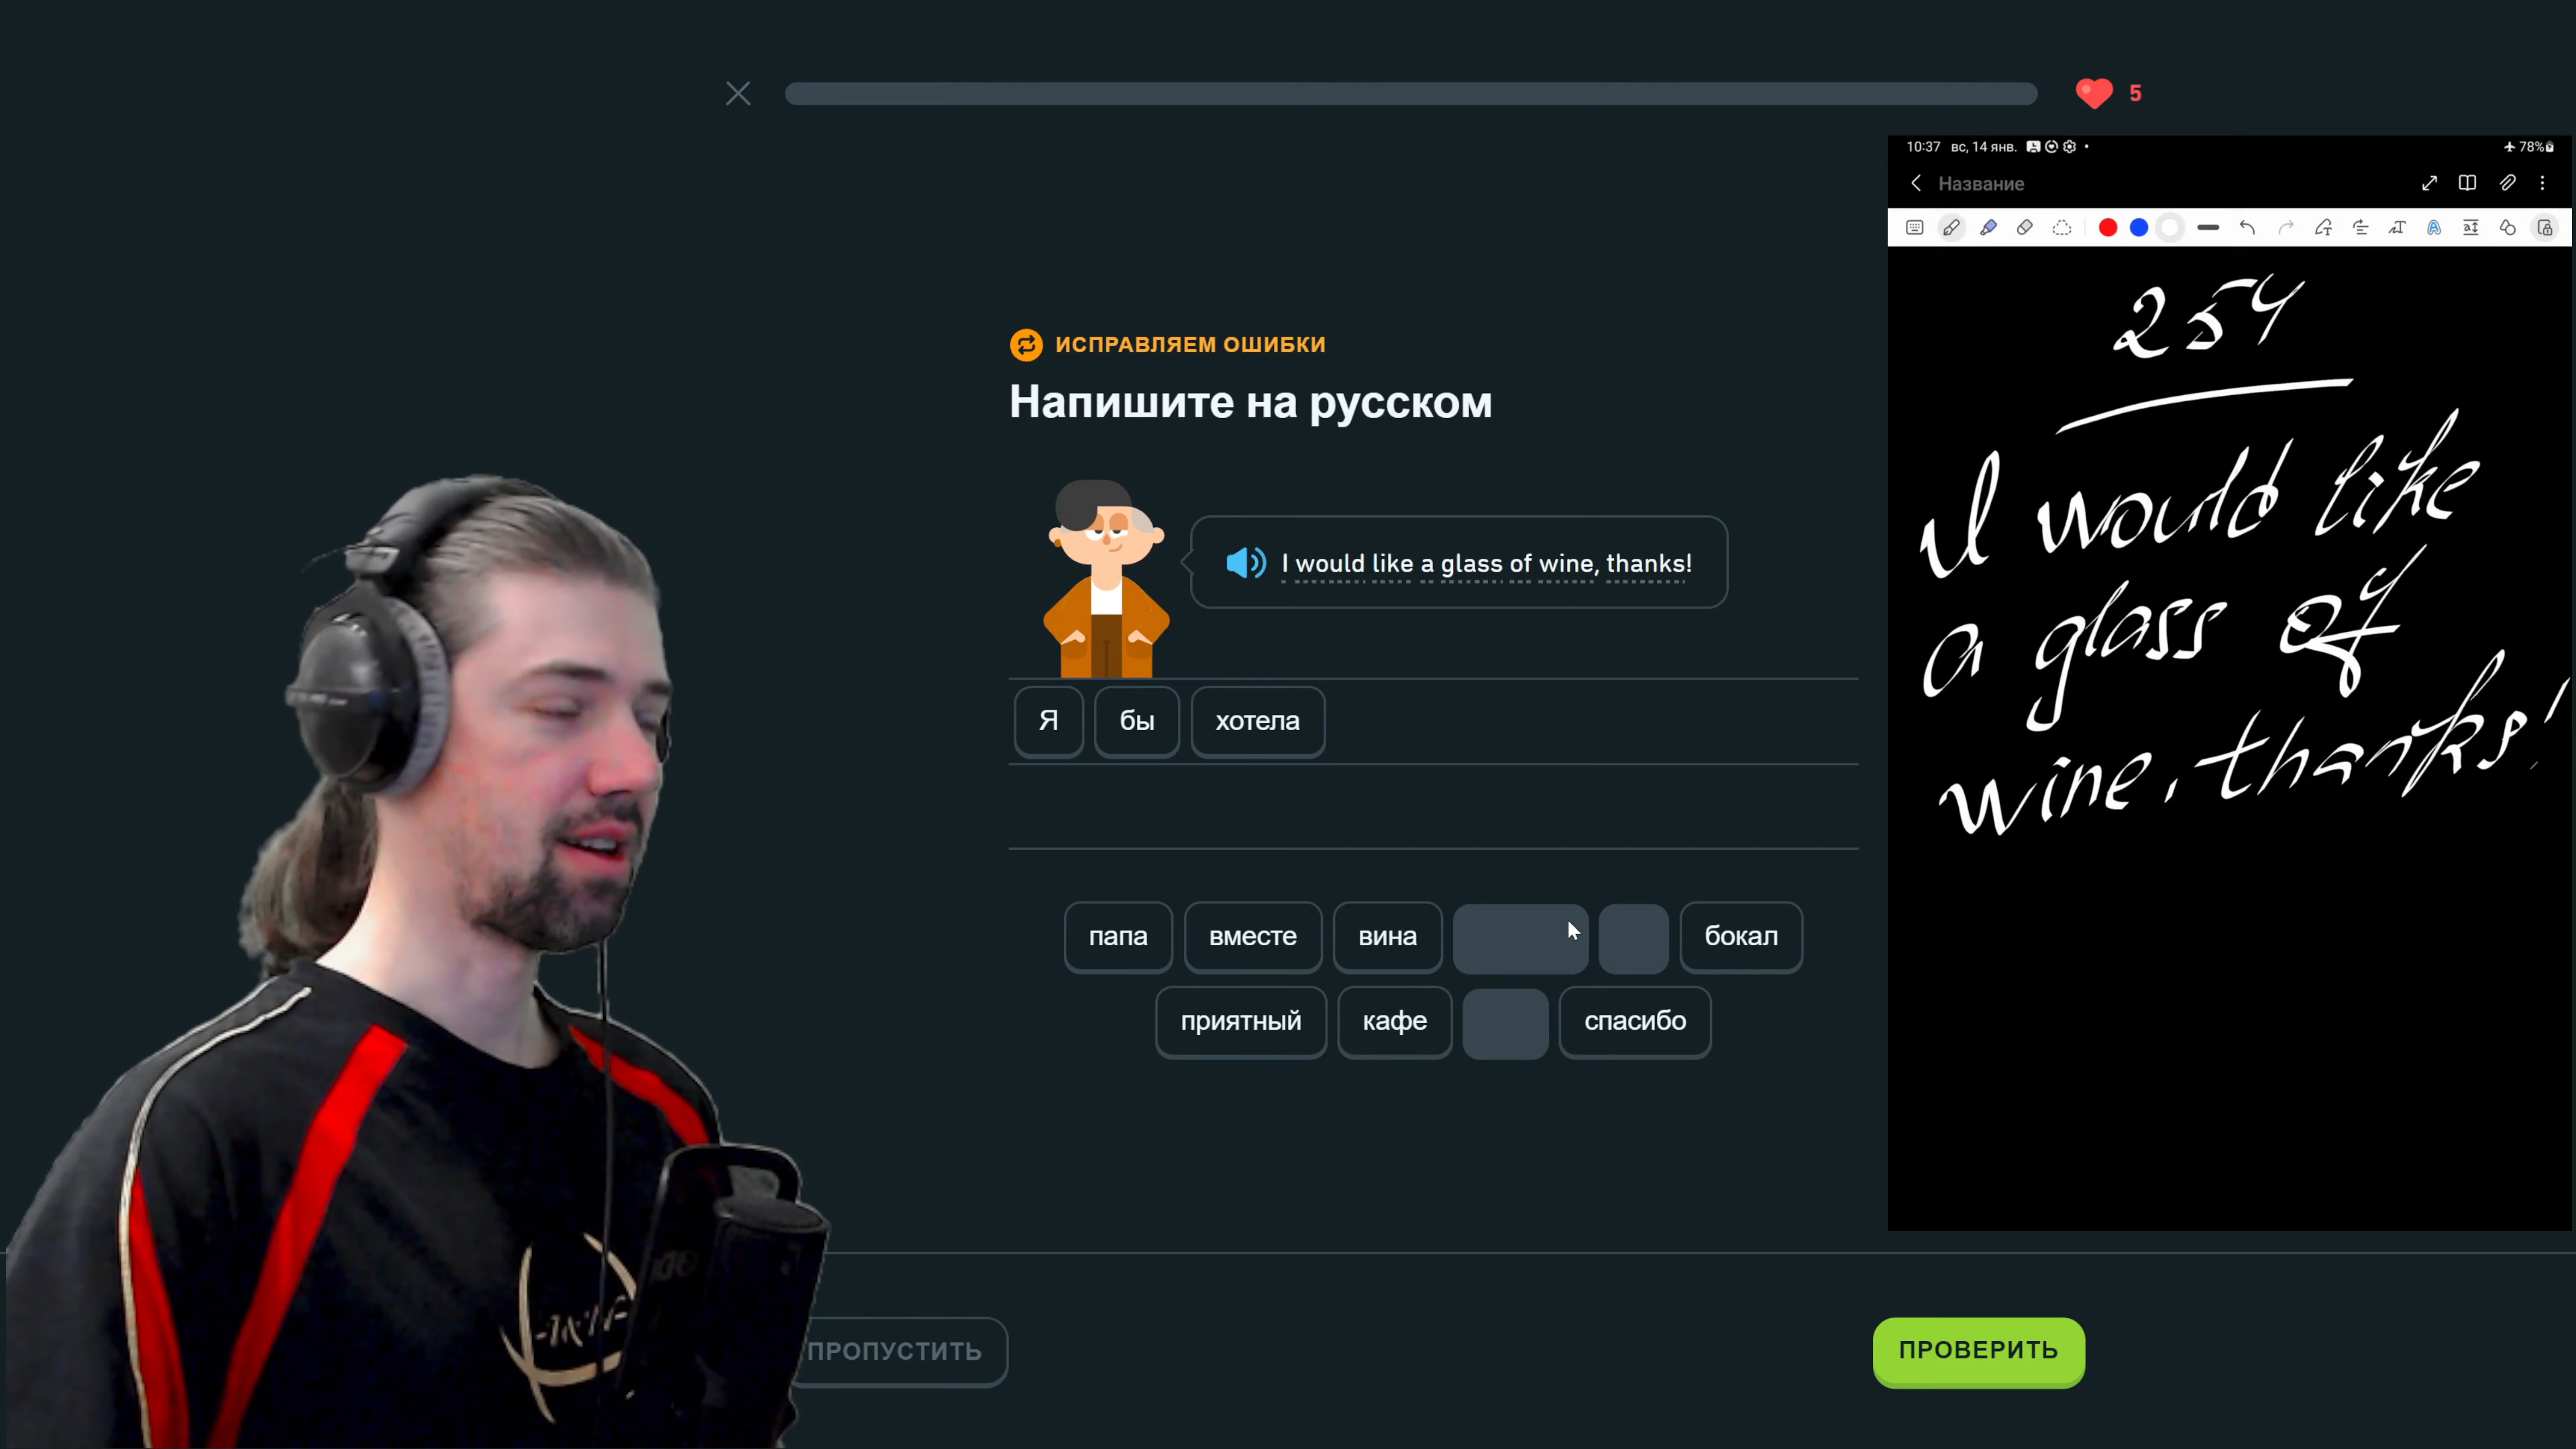 5
10:37 вс, 14 янв.
78%
Название
254
I would like
a glass of
wine, thanks!
ИСПРАВЛЯЕМ ОШИБКИ
Напишите на русском
I would like a glass of wine, thanks!
Я бы хотела
папа вместе вина бокал
приятный кафе спасибо
ПРОПУСТИТЬ
ПРОВЕРИТЬ